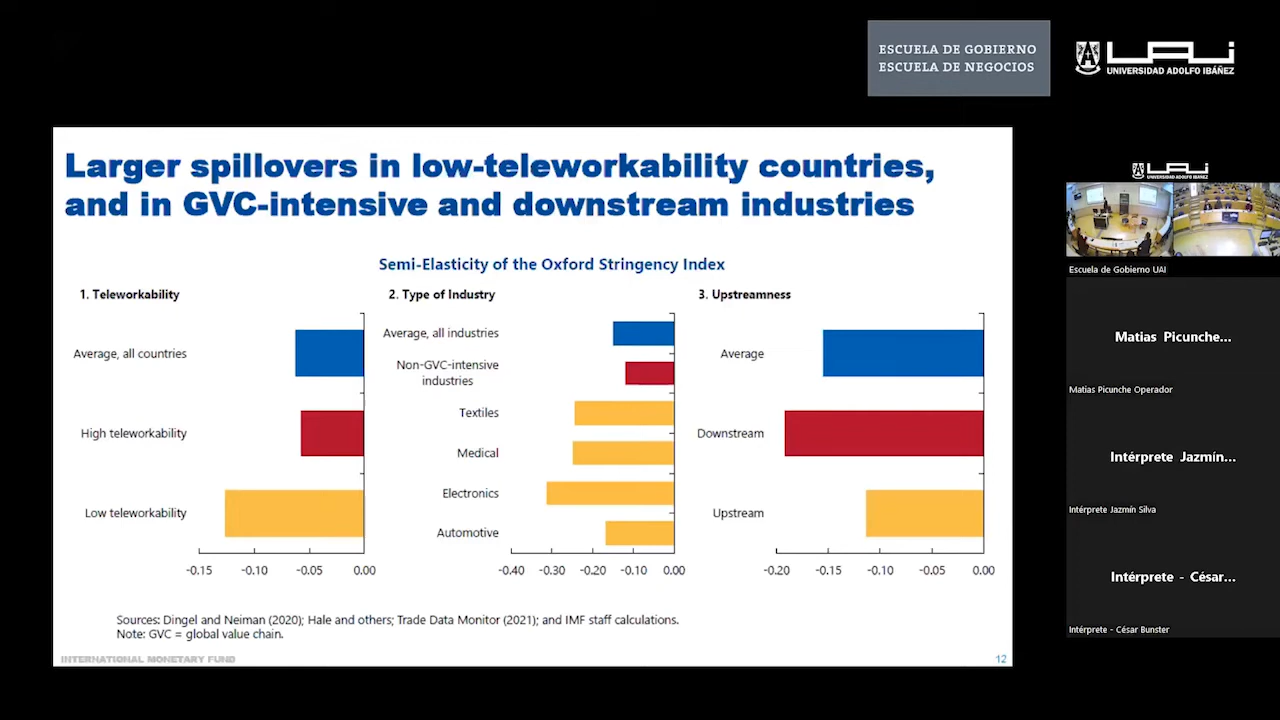 ESCUELA DE GOBIERNO
ESCUELA DE NEGOCIOS
UAI
UNIVERSIDAD ADOLFO IBÁÑEZ
Larger spillovers in low-teleworkability countries,
and in GVC-intensive and downstream industries
Semi-Elasticity of the Oxford Stringency Index
1. Teleworkability
Average, all countries
High teleworkability
Low teleworkability
-0.15 -0.10 -0.05 0.00
2. Type of Industry
Average, all industries
Non-GVC-intensive
industries
Textiles
Medical
Electronics
Automotive
-0.40 -0.30 -0.20 -0.10 0.00
3. Upstreamness
Average
Downstream
Upstream
-0.20 -0.15 -0.10 -0.05 0.00
Sources: Dingel and Neiman (2020); Hale and others; Trade Data Monitor (2021); and IMF staff calculations.
Note: GVC = global value chain.
INTERNATIONAL MONETARY FUND
12
UAI
UNIVERSIDAD ADOLFO IBÁÑEZ
Escuela de Gobierno UAI
Matias Picunche...
Matias Picunche Operador
Intérprete Jazmín...
Intérprete Jazmín Silva
Intérprete - César...
Intérprete - César Bunster